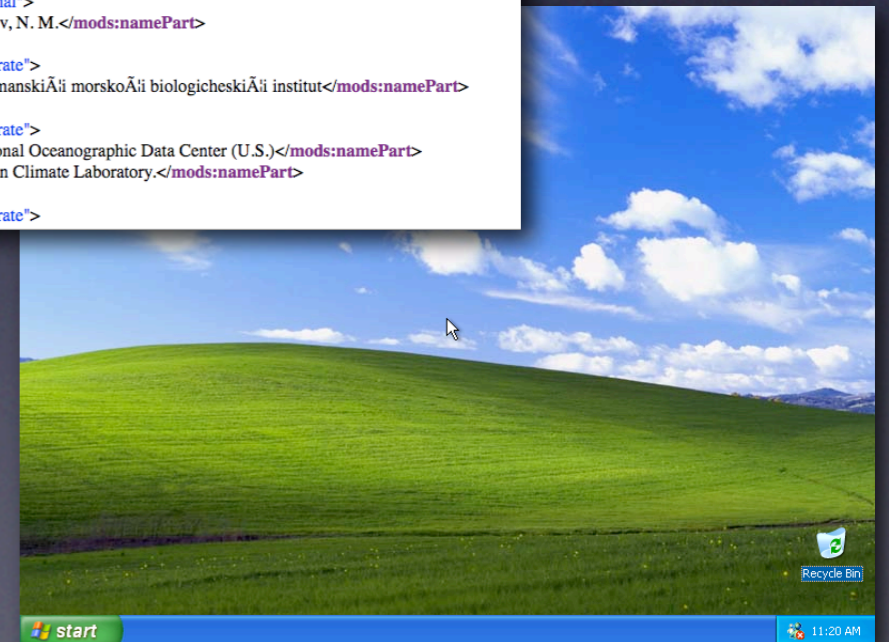 ial">
v, N. M.</mods:namePart>
rate">
manskiÃ¦i morskoÃ¦i biologicheskiÃ¦i institut</mods:namePart>
rate">
onal Oceanographic Data Center (U.S.)</mods:namePart>
n Climate Laboratory.</mods:namePart>
rate">
Recycle Bin
start
11:20 AM